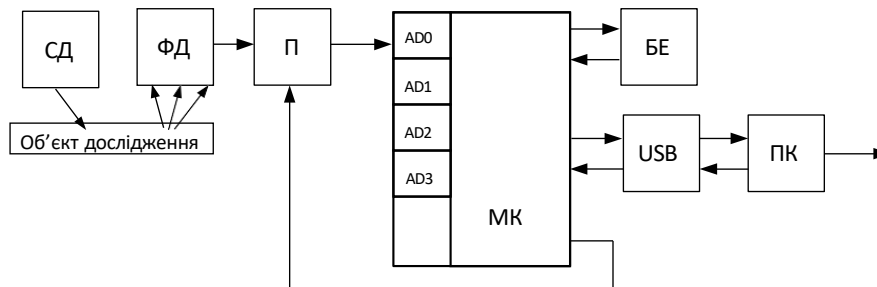 СД
ФД
П
AD0
БЕ
AD1
Об’єкт дослідження
AD2
USB
ПК
AD3
МК